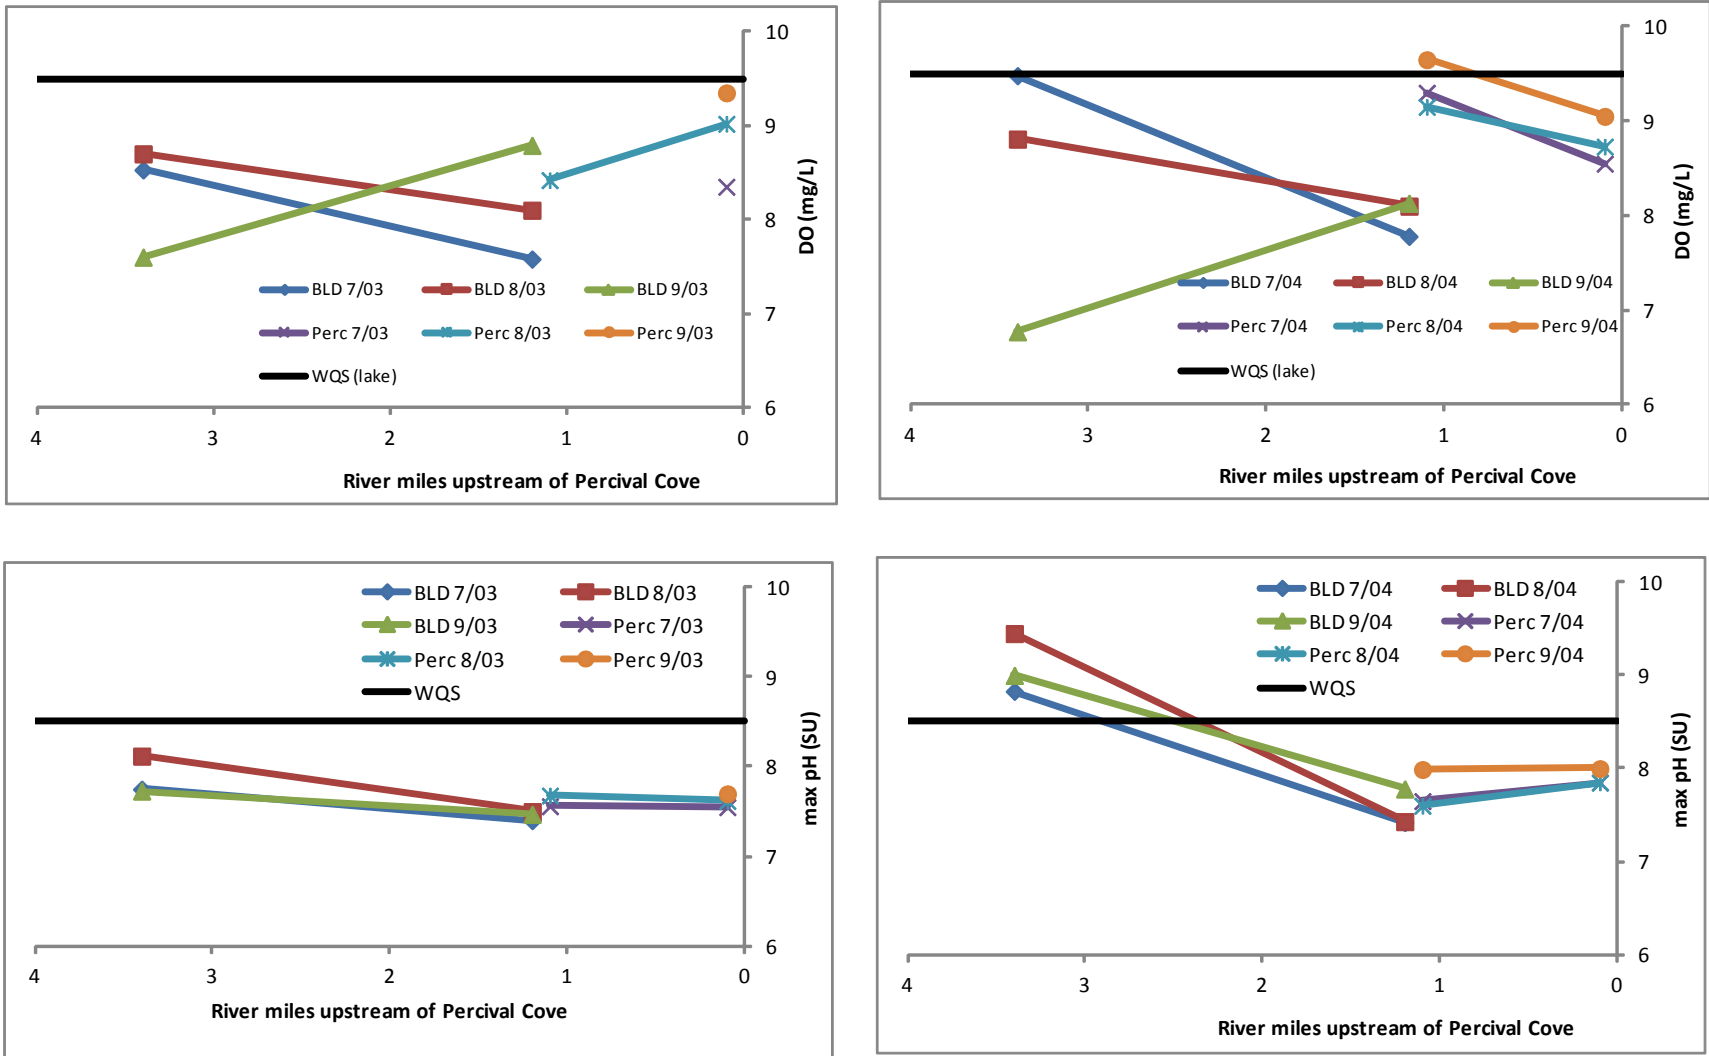 10
9
8
7
6
DO (mg/L)
BLD 7/03 BLD 8/03 BLD 9/03
Perc 7/03 Perc 8/03 Perc 9/03
WQS (lake)
4 3 2 1 0
River miles upstream of Percival Cove
10
9
8
7
6
DO (mg/L)
BLD 7/04 BLD 8/04 BLD 9/04
Perc 7/04 Perc 8/04 Perc 9/04
WQS (lake)
4 3 2 1 0
River miles upstream of Percival Cove
BLD 7/03 BLD 8/03
BLD 9/03 Perc 7/03
Perc 8/03 Perc 9/03
WQS
10
9
8
7
6
max pH (SU)
4 3 2 1 0
River miles upstream of Percival Cove
BLD 7/04 BLD 8/04
BLD 9/04 Perc 7/04
Perc 8/04 Perc 9/04
WQS
10
9
8
7
6
max pH (SU)
4 3 2 1 0
River miles upstream of Percival Cove